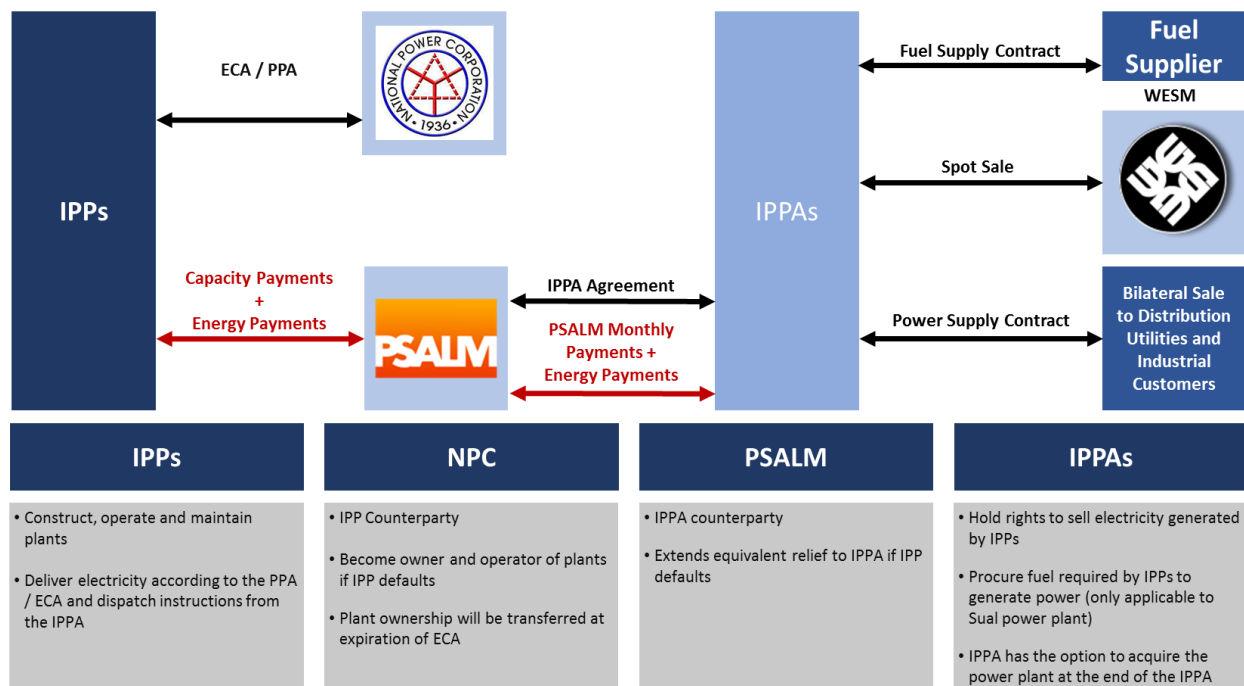 ECA / PPA
NATIONAL POWER CORPORATION
• 1936 •
Fuel Supply Contract
Fuel
Supplier
WESM
Spot Sale
IPPs
IPPAs
Capacity Payments
+
Energy Payments
PSALM
IPPA Agreement
PSALM Monthly
Payments +
Energy Payments
Power Supply Contract
Bilateral Sale
to Distribution
Utilities and
Industrial
Customers
IPPs
• Construct, operate and maintain
plants
• Deliver electricity according to the PPA
/ ECA and dispatch instructions from
the IPPA
NPC
• IPP Counterparty
• Become owner and operator of plants
if IPP defaults
• Plant ownership will be transferred at
expiration of ECA
PSALM
• IPPA counterparty
• Extends equivalent relief to IPPA if IPP
defaults
IPPAs
• Hold rights to sell electricity generated
by IPPs
• Procure fuel required by IPPs to
generate power (only applicable to
Sual power plant)
• IPPA has the option to acquire the
power plant at the end of the IPPA